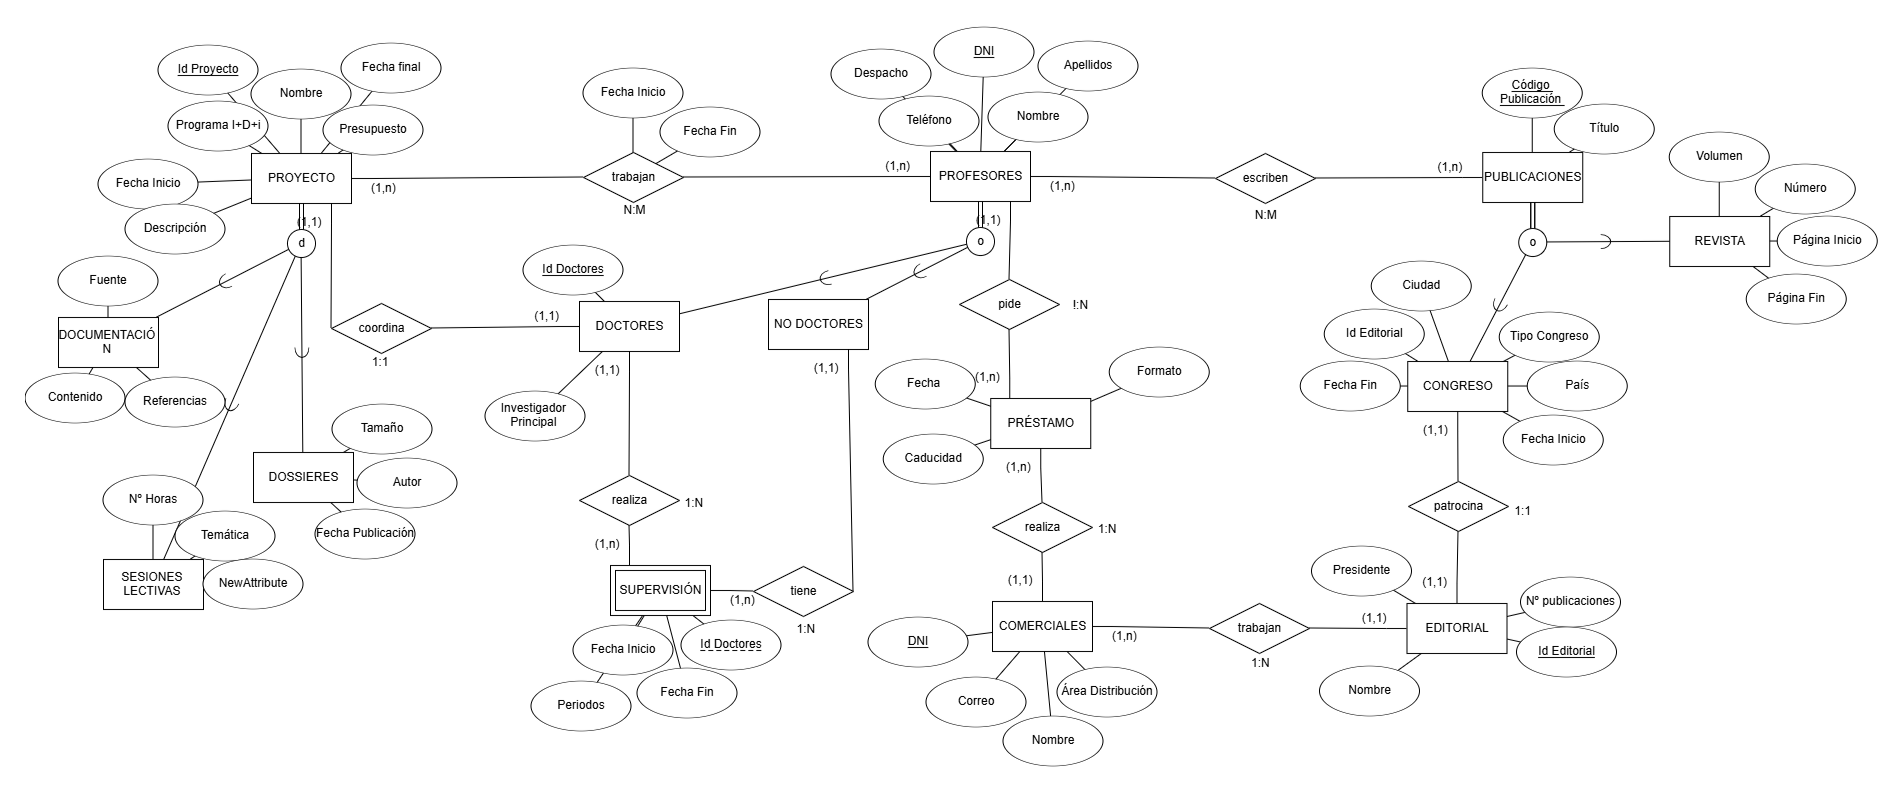 Id Proyecto
Nombre
Fecha final
Programa I+D+i
Presupuesto
Fecha Inicio
Descripción
PROYECTO
(1,n)
(1,1)
d
Fecha Inicio
Fecha Fin
trabajan
N:M
Despacho
DNI
Apellidos
Teléfono
Nombre
(1,n)
PROFESORES
(1,n)
(1,1)
o
escriben
N:M
Código
Publicación
Título
(1,n)
PUBLICACIONES
o
Volumen
Número
REVISTA
Página Inicio
Página Fin
Fuente
DOCUMENTACIÓ
N
Contenido
Referencias
coordina
1:1
Id Doctores
(1,1)
DOCTORES
(1,1)
Investigador
Principal
NO DOCTORES
(1,1)
pide
!:N
Fecha
(1,n)
Formato
PRÉSTAMO
Caducidad
(1,n)
Ciudad
Id Editorial
Tipo Congreso
Fecha Fin
CONGRESO
País
(1,1)
Fecha Inicio
Tamaño
DOSSIERES
Autor
Fecha Publicación
Nº Horas
Temática
SESIONES
LECTIVAS
NewAttribute
realiza
1:N
(1,n)
SUPERVISIÓN
(1,n)
tiene
1:N
Fecha Inicio
Id Doctores
Periodos
Fecha Fin
realiza
1:N
(1,1)
COMERCIALES
(1,n)
DNI
Correo
Área Distribución
Nombre
trabajan
1:N
patrocina
1:1
Presidente
(1,1)
(1,1)
EDITORIAL
Nº publicaciones
Id Editorial
Nombre